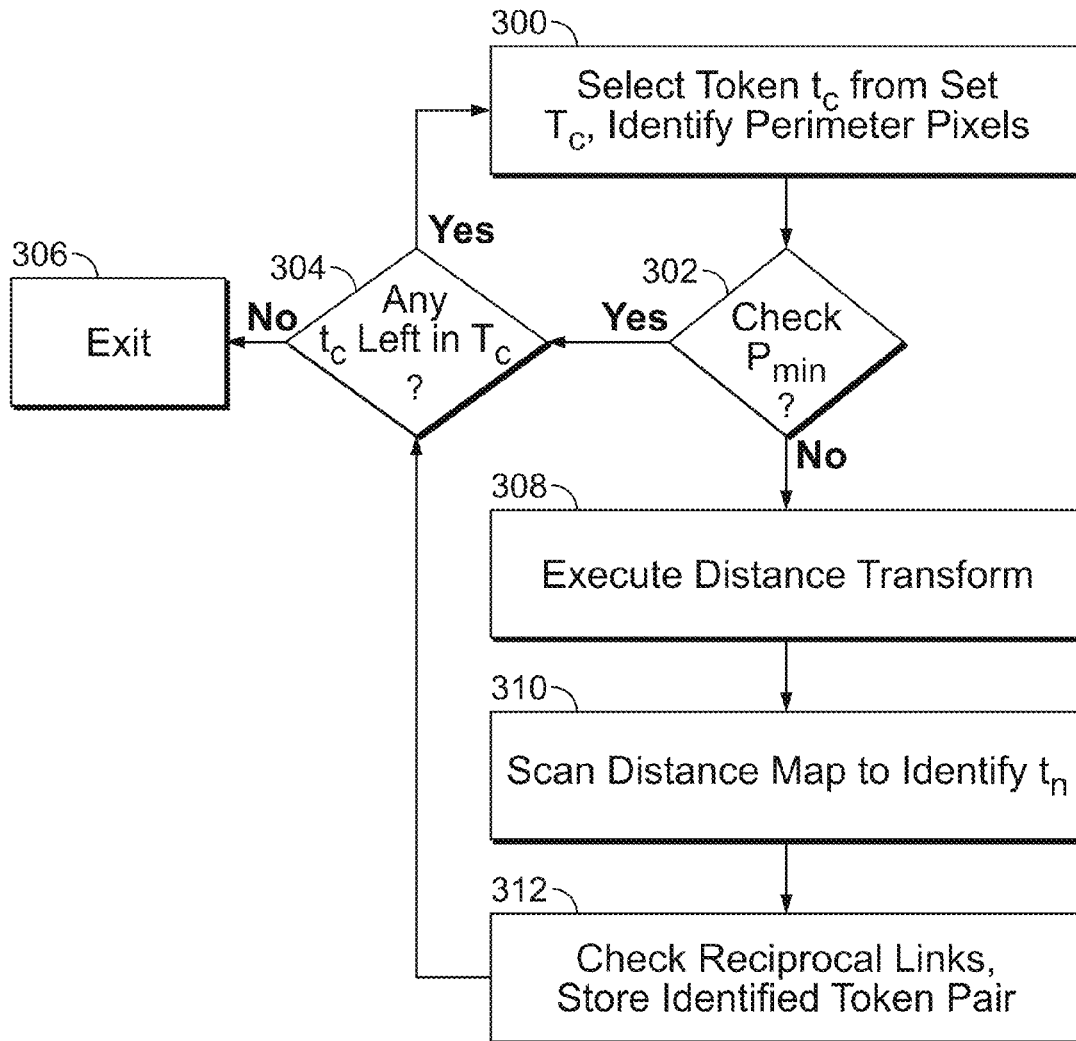 300
Select Token t_c from Set
T_c, Identify Perimeter Pixels
Yes
306
304
302
Exit
No
Any
t_c Left in T_c
?
Yes
Check
P_min
?
No
308
Execute Distance Transform
310
Scan Distance Map to Identify t_n
312
Check Reciprocal Links,
Store Identified Token Pair